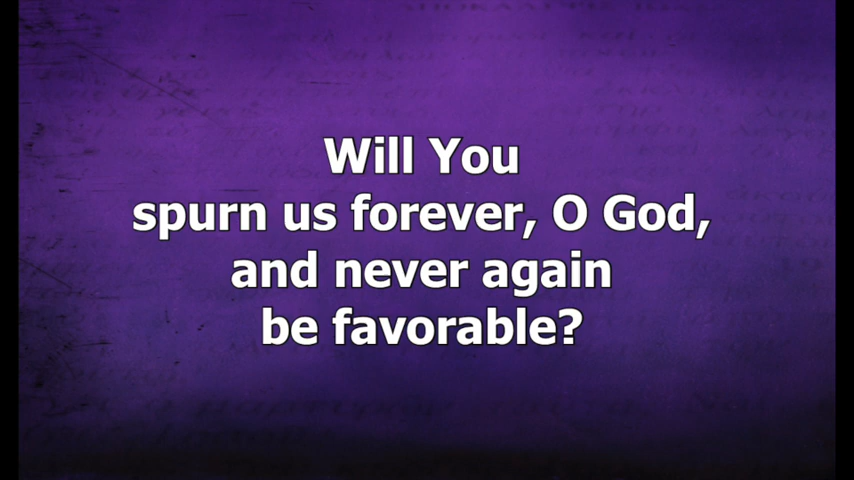 Will You
spurn us forever, O God,
and never again
be favorable?